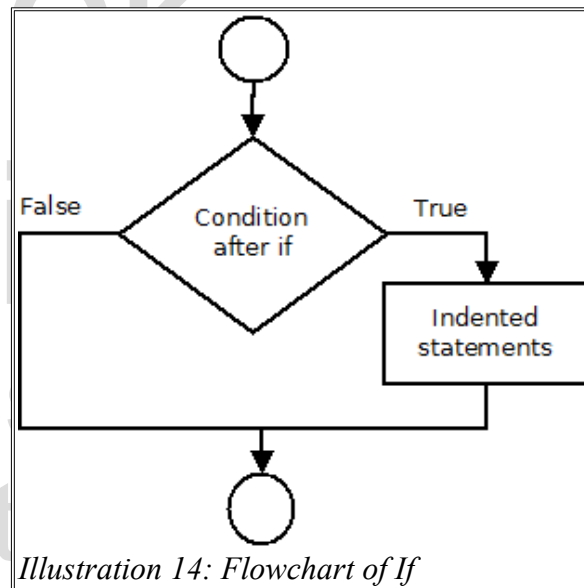 False
Condition
after if
True
Indented
statements
Illustration 14: Flowchart of If